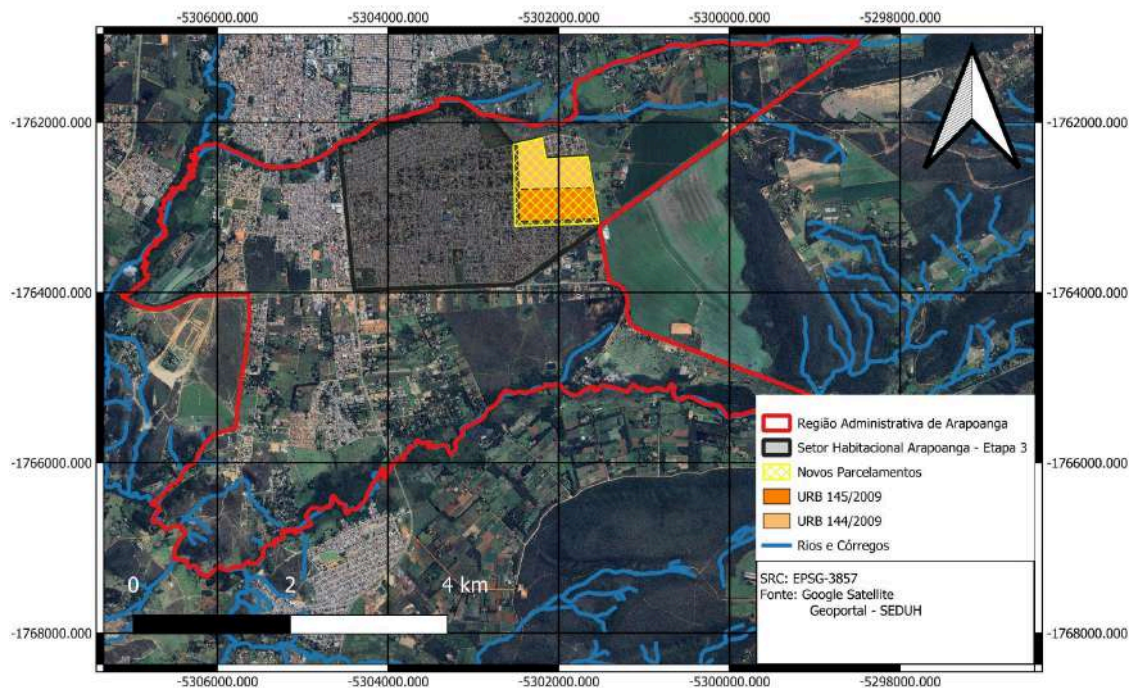 -5306000.000 -5304000.000 -5302000.000 -5300000.000 -5298000.000
-1762000.000 -1762000.000
-1764000.000 -1764000.000
Região Administrativa de Arapoanga
Setor Habitacional Arapoanga - Etapa 3
-1766000.000 -1766000.000
Novos Parcelamentos
URB 145/2009
URB 144/2009
Rios e Córregos
0 2 4 km
SRC: EPSG-3857
Fonte: Google Satellite
Geoportal - SEDUH
-1768000.000 -1768000.000
-5306000.000 -5304000.000 -5302000.000 -5300000.000 -5298000.000